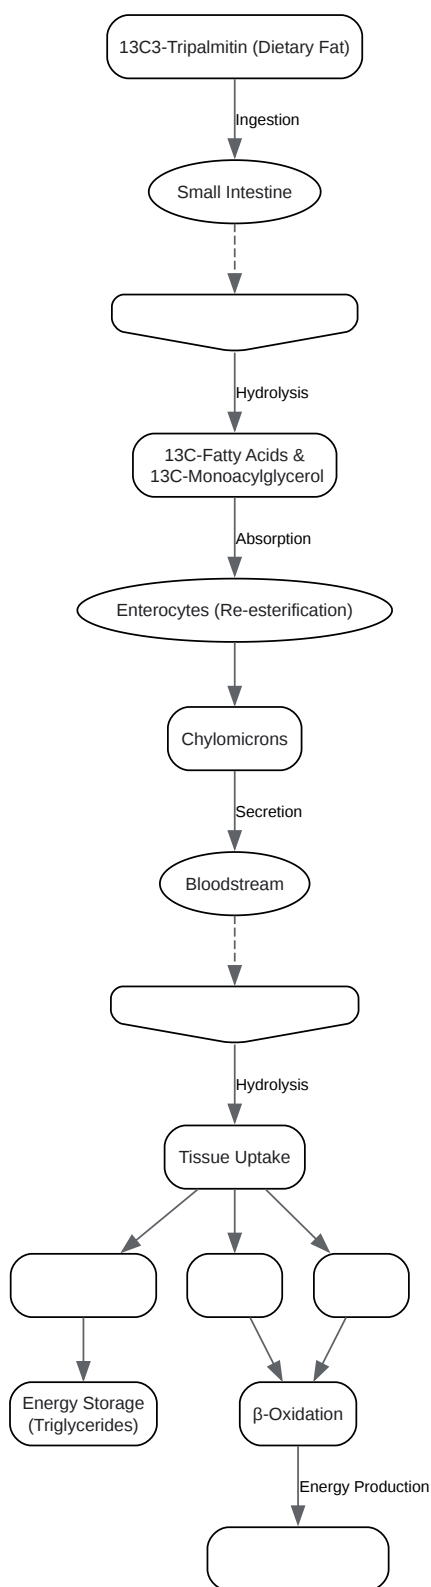 13C3-Tripalmitin (Dietary Fat)
Ingestion
Small Intestine
Hydrolysis
13C-Fatty Acids &
13C-Monoacylglycerol
Absorption
Enterocytes (Re-esterification)
Chylomicrons
Secretion
Bloodstream
Hydrolysis
Tissue Uptake
Energy Storage
(Triglycerides)
β-Oxidation
Energy Production